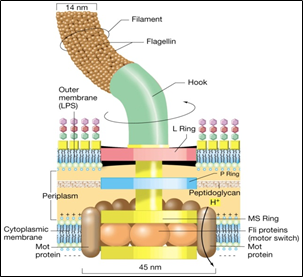 14 nm
Filament
Flagellin
Hook
Outer
membrane
(LPS)
L Ring
P Ring
Peptidoglycan
Periplasm
H+
+ + + +
+ + + +
MS Ring
Cytoplasmic
membrane
Fli proteins
(motor switch)
Mot
protein
Mot
protein
45 nm